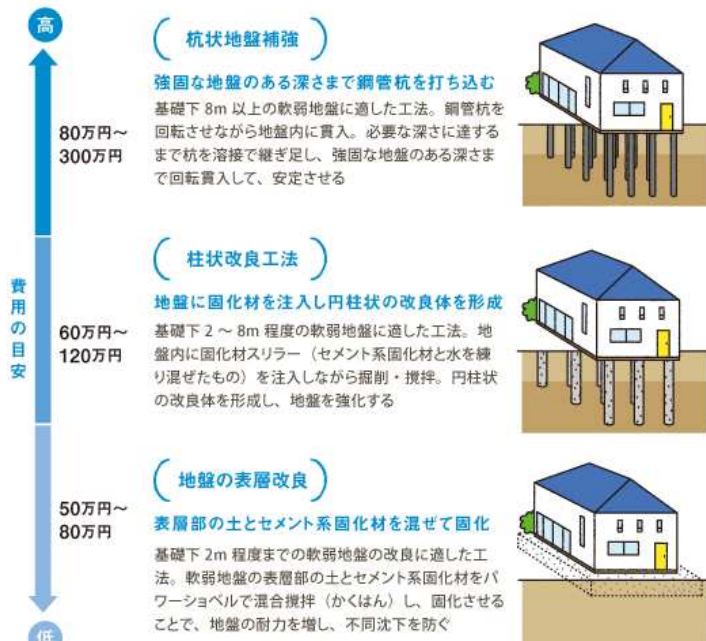 高
杭状地盤補強
強固な地盤のある深さまで鋼管杭を打ち込む
基礎下 8m 以上の軟弱地盤に適した工法。鋼管杭を
回転させながら地盤内に貫入。必要な深さに達する
まで杭を溶接で継ぎ足し、強固な地盤のある深さま
で回転貫入して、安定させる
80万円～
300万円
費用の目安
柱状改良工法
地盤に固化材を注入し円柱状の改良体を形成
基礎下 2 ～ 8m 程度の軟弱地盤に適した工法。地
盤内に固化材スリラー（セメント系固化材と水を練
り混ぜたもの）を注入しながら掘削・撹拌。円柱状
の改良体を形成し、地盤を強化する
60万円～
120万円
地盤の表層改良
表層部の土とセメント系固化材を混ぜて固化
基礎下 2m 程度までの軟弱地盤の改良に適した工
法。軟弱地盤の表層部の土とセメント系固化材をパ
ワーショベルで混合撹拌（かくはん）し、固化させる
ことで、地盤の耐力を増し、不同沈下を防ぐ
50万円～
80万円
低